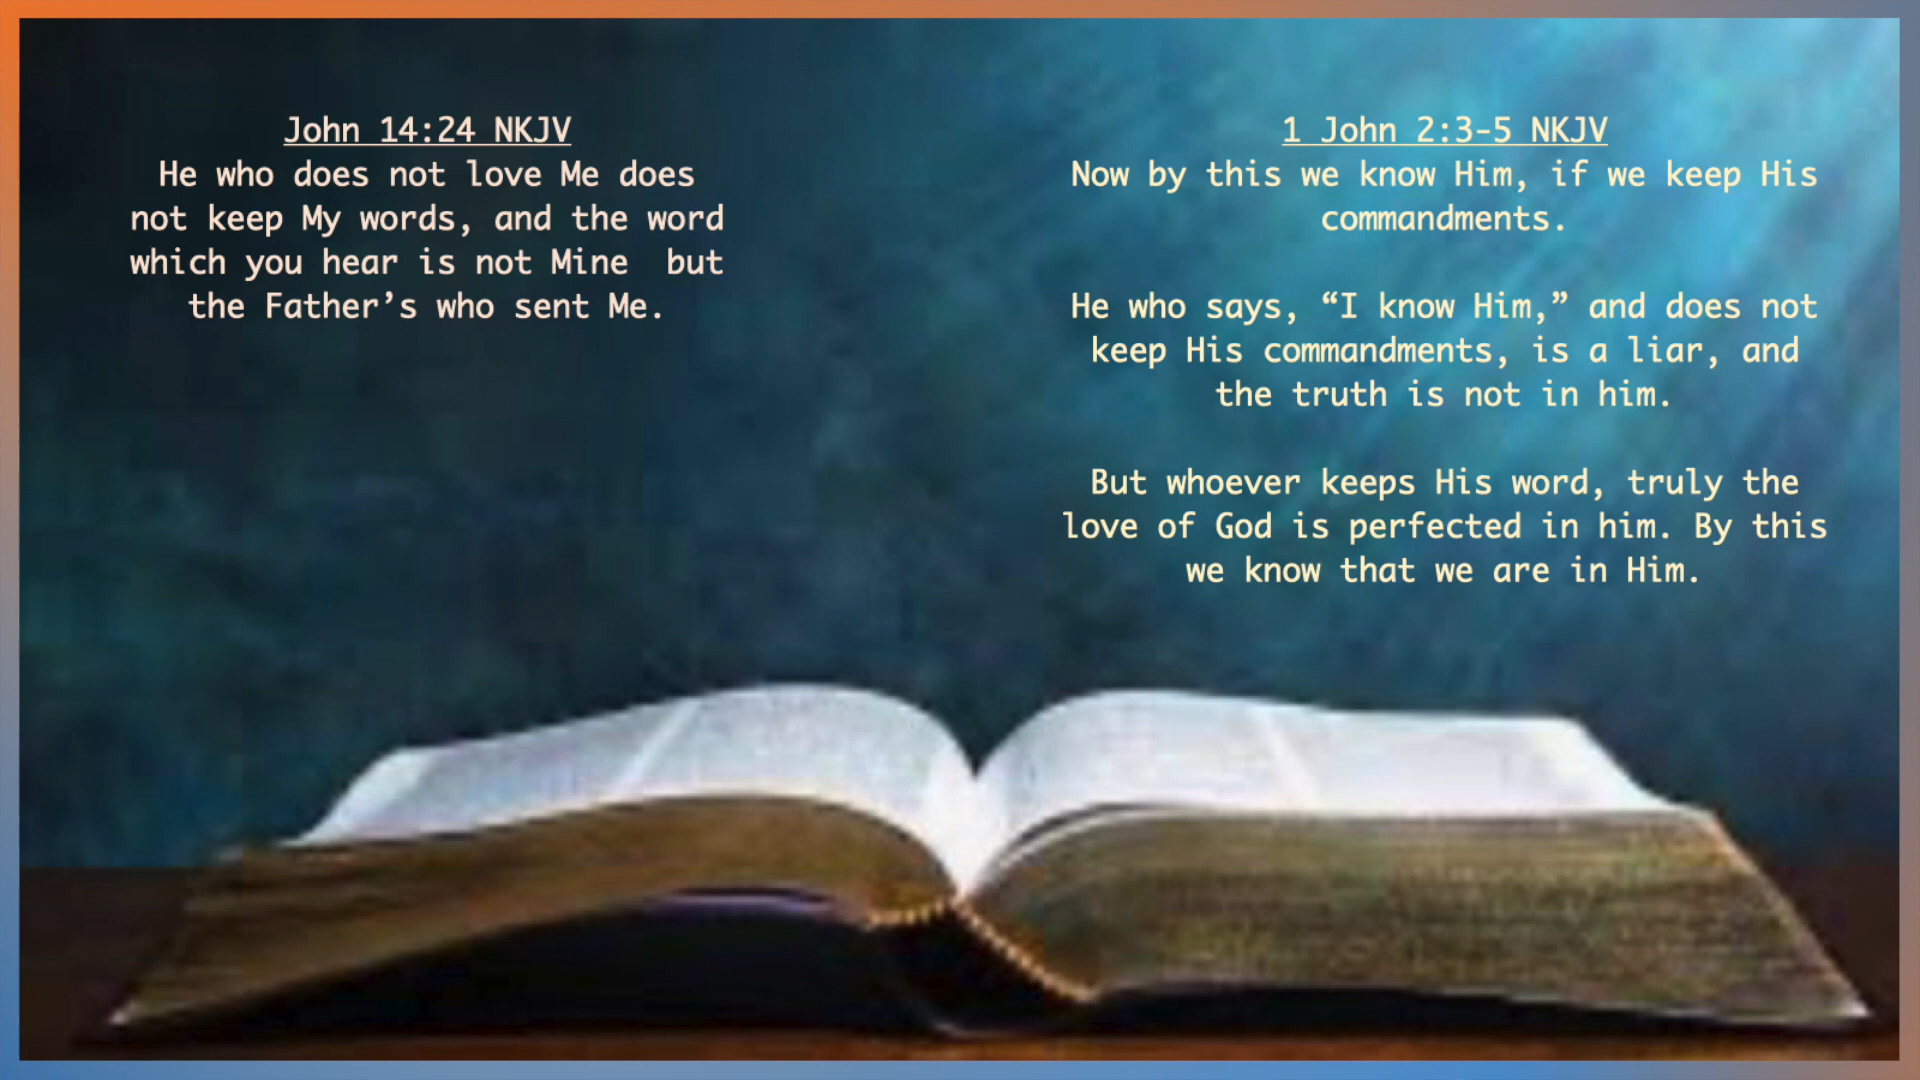 John 14:24 NKJV
He who does not love Me does
not keep My words, and the word
which you hear is not Mine  but
the Father’s who sent Me.
1 John 2:3-5 NKJV
Now by this we know Him, if we keep His
commandments.
He who says, “I know Him,” and does not
keep His commandments, is a liar, and
the truth is not in him.
But whoever keeps His word, truly the
love of God is perfected in him. By this
we know that we are in Him.